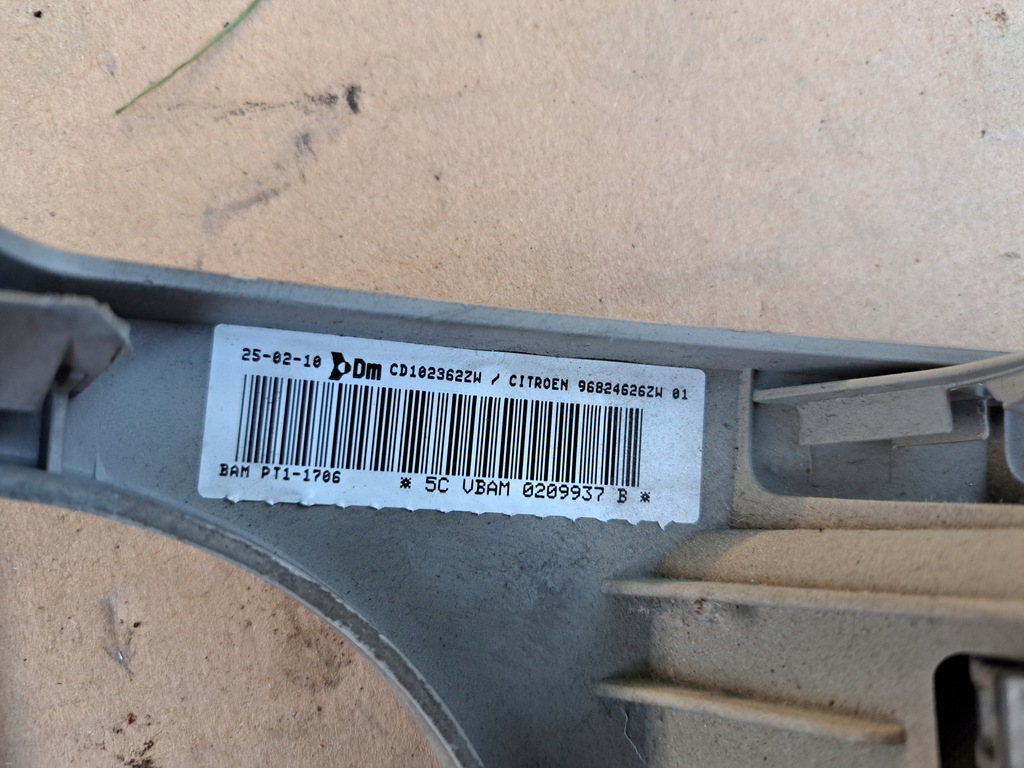 25-02-10 Dm CD102362ZW / CITROEN 96824626ZW 01
BAM PT1-1706 * 5C VBAM 0209937 B *